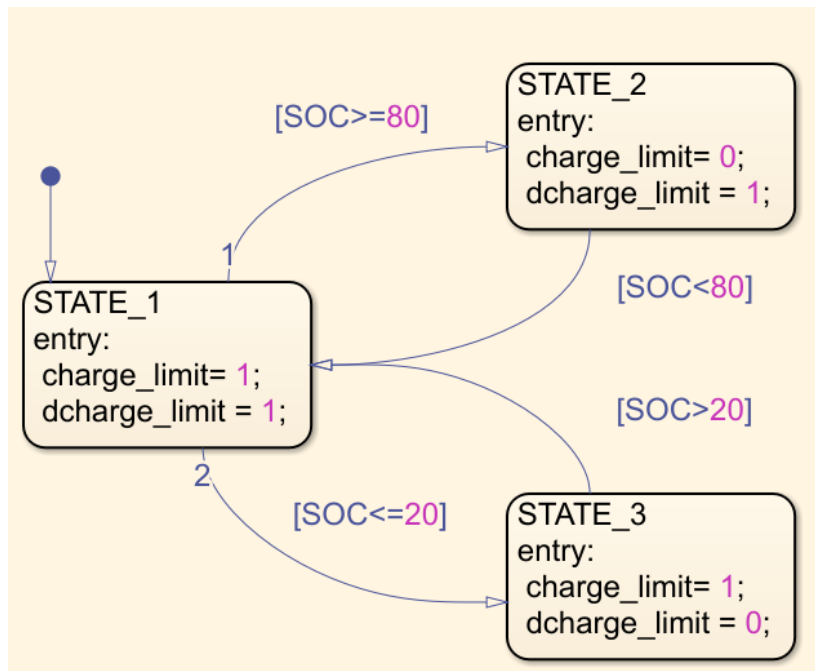 STATE_2
entry:
charge_limit= 0;
dcharge_limit = 1;
[SOC>=80]
1
[SOC<80]
STATE_1
entry:
charge_limit= 1;
dcharge_limit = 1;
[SOC>20]
2
[SOC<=20]
STATE_3
entry:
charge_limit= 1;
dcharge_limit = 0;